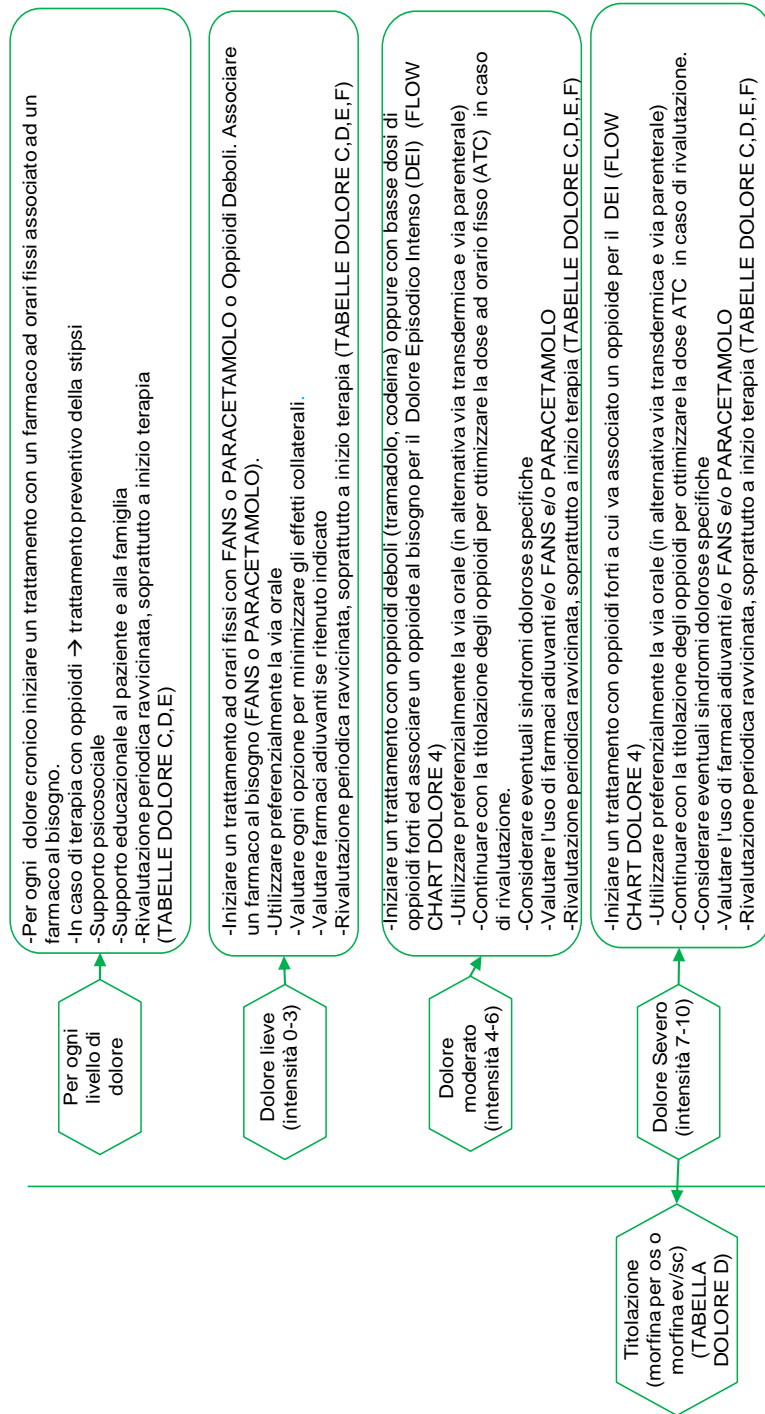 Per ogni
livello di
dolore
-Per ogni dolore cronico iniziare un trattamento con un farmaco ad orari fissi associato ad un
farmaco al bisogno.
-In caso di terapia con oppioidi → trattamento preventivo della stipsi
-Supporto psicosociale
-Supporto educazionale al paziente e alla famiglia
-Rivalutazione periodica ravvicinata, soprattutto a inizio terapia
(TABELLE DOLORE C,D,E)
Dolore lieve
(intensità 0-3)
-Iniziare un trattamento ad orari fissi con FANS o PARACETAMOLO o Oppioidi Deboli. Associare
un farmaco al bisogno (FANS o PARACETAMOLO).
-Utilizzare preferenzialmente la via orale
-Valutare ogni opzione per minimizzare gli effetti collaterali.
-Valutare farmaci adiuvanti se ritenuto indicato
-Rivalutazione periodica ravvicinata, soprattutto a inizio terapia (TABELLE DOLORE C,D,E,F)
Dolore
moderato
(intensità 4-6)
-Iniziare un trattamento con oppioidi deboli (tramadolo, codeina) oppure con basse dosi di
oppioidi forti ed associare un oppioide al bisogno per il Dolore Episodico Intenso (DEI) (FLOW
CHART DOLORE 4)
-Utilizzare preferenzialmente la via orale (in alternativa via transdermica e via parenterale)
-Continuare con la titolazione degli oppioidi per ottimizzare la dose ad orario fisso (ATC) in caso
di rivalutazione.
-Considerare eventuali sindromi dolorose specifiche
-Valutare l'uso di farmaci adiuvanti e/o FANS e/o PARACETAMOLO
-Rivalutazione periodica ravvicinata, soprattutto a inizio terapia (TABELLE DOLORE C,D,E,F)
Titolazione
(morfina per os o
morfina ev/sc)
(TABELLA
DOLORE D)
Dolore Severo
(intensità 7-10)
-Iniziare un trattamento con oppioidi forti a cui va associato un oppioide per il DEI (FLOW
CHART DOLORE 4)
-Utilizzare preferenzialmente la via orale (in alternativa via transdermica e via parenterale)
-Continuare con la titolazione degli oppioidi per ottimizzare la dose ATC in caso di rivalutazione.
-Considerare eventuali sindromi dolorose specifiche
-Valutare l'uso di farmaci adiuvanti e/o FANS e/o PARACETAMOLO
-Rivalutazione periodica ravvicinata, soprattutto a inizio terapia (TABELLE DOLORE C,D,E,F)